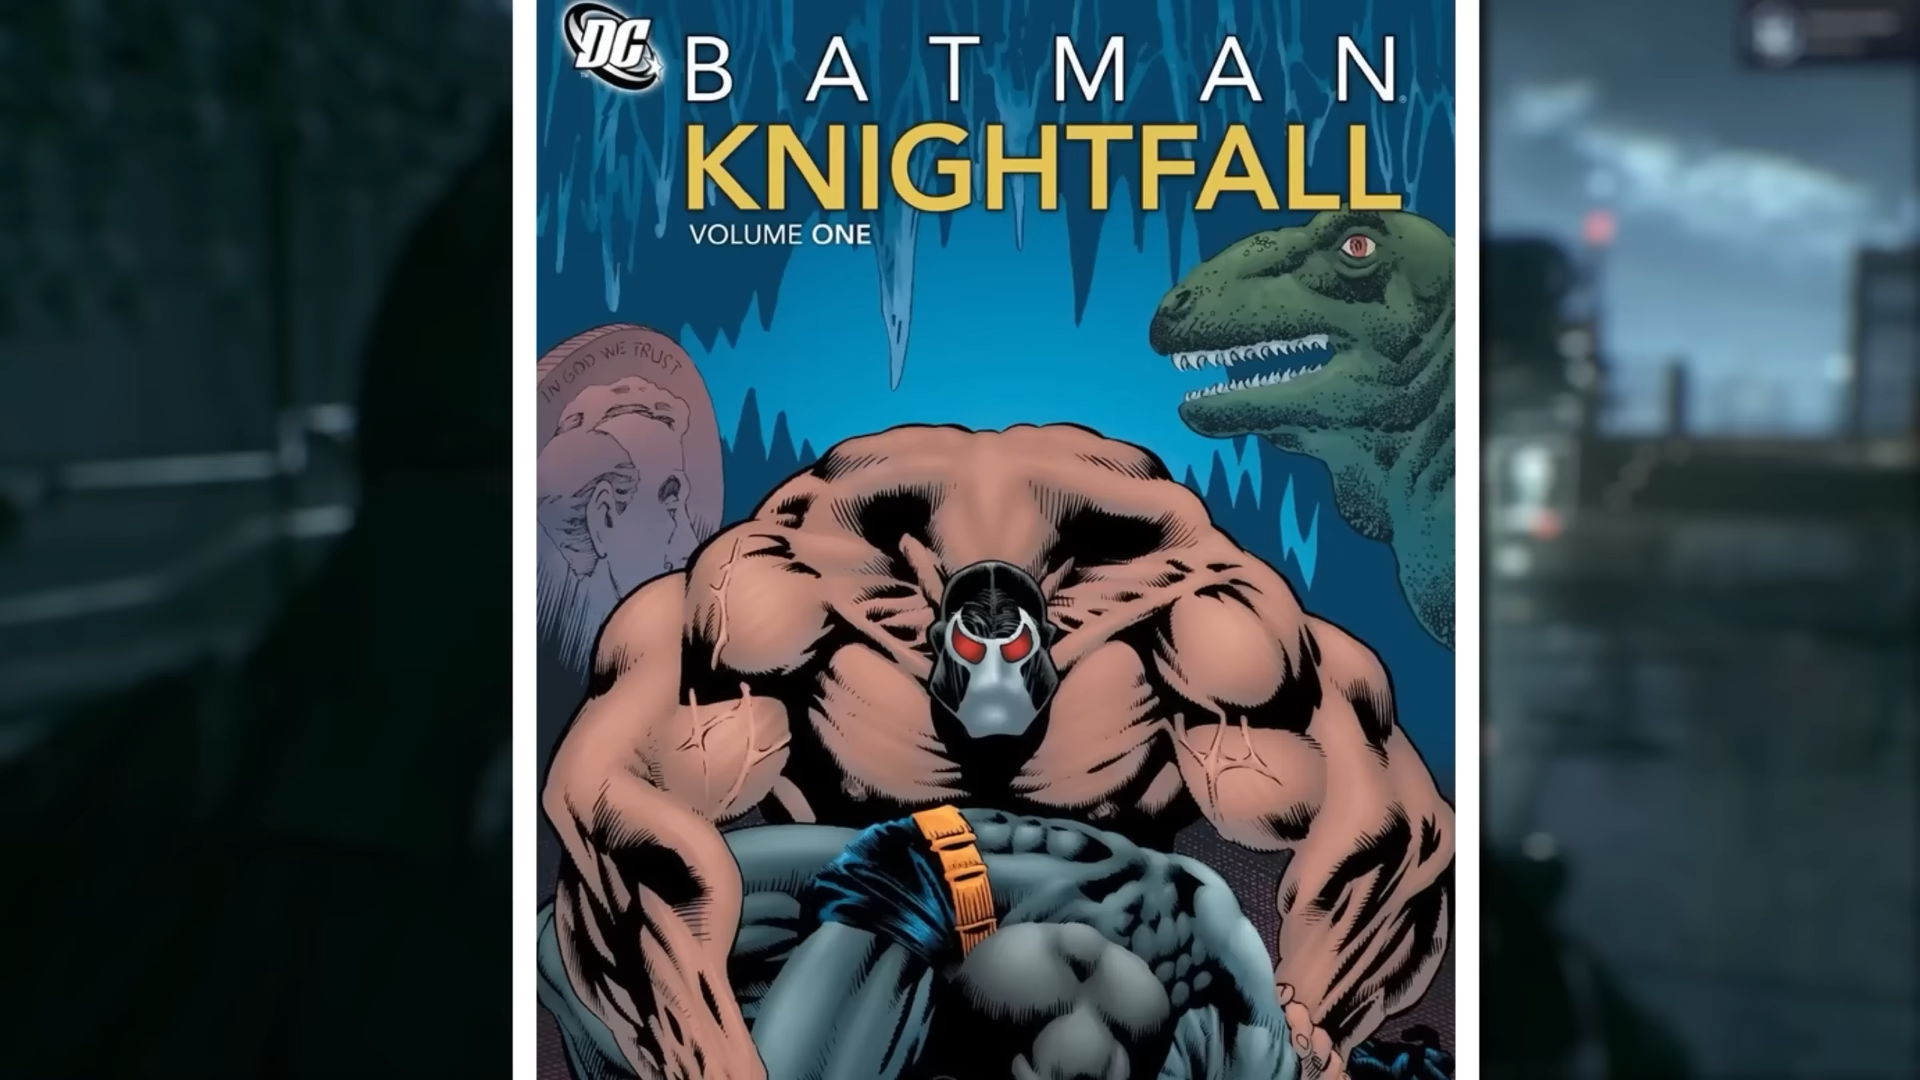 DC
BATMAN
KNIGHTFALL
VOLUME ONE
IN GOD WE TRUST